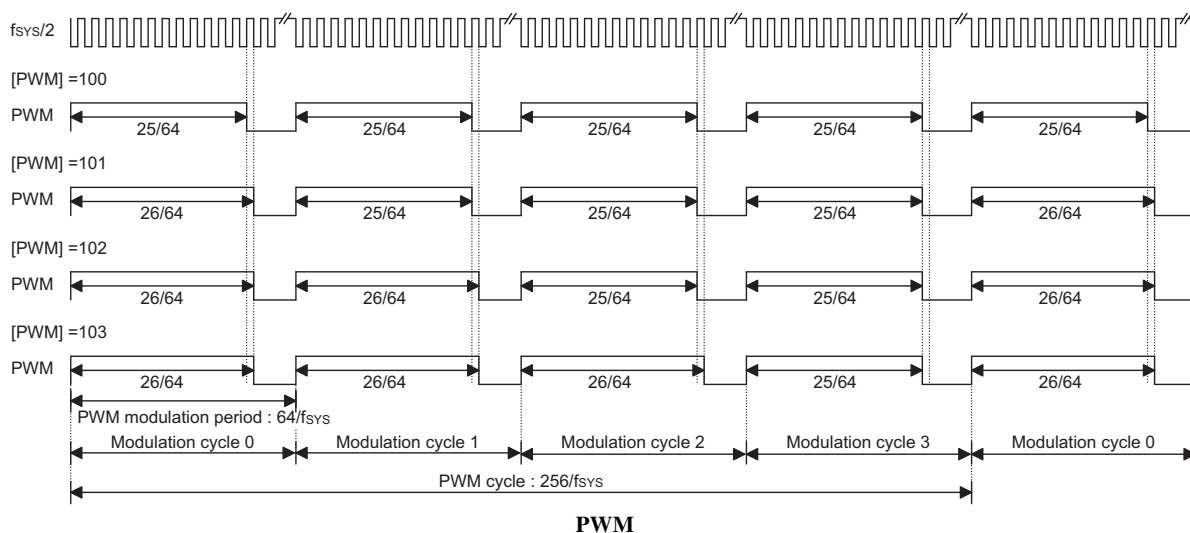 fSYS/2
[PWM] =100
PWM
25/64 25/64 25/64 25/64 25/64
[PWM] =101
PWM
26/64 25/64 25/64 25/64 26/64
[PWM] =102
PWM
26/64 26/64 25/64 25/64 26/64
[PWM] =103
PWM
26/64 26/64 26/64 25/64 26/64
PWM modulation period : 64/fSYS
Modulation cycle 0 Modulation cycle 1 Modulation cycle 2 Modulation cycle 3 Modulation cycle 0
PWM cycle : 256/fSYS
PWM